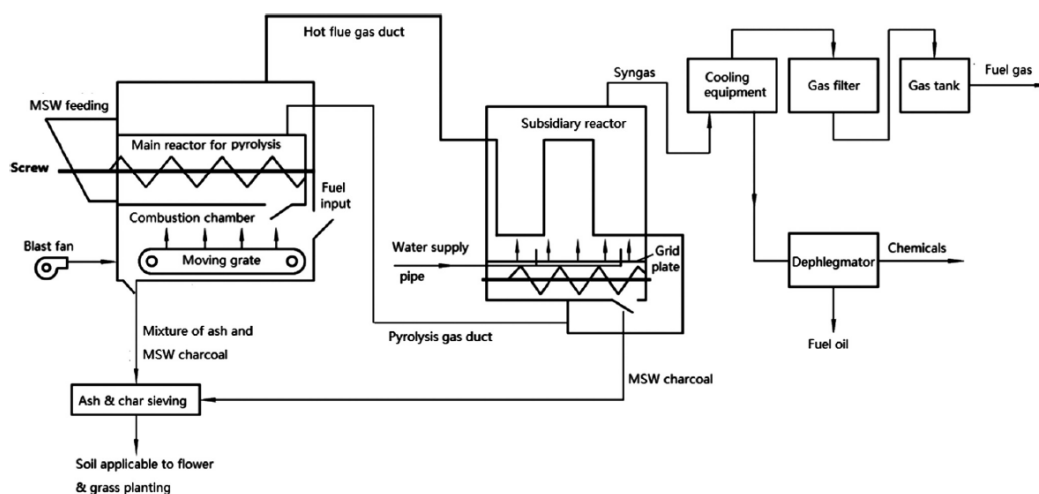 Hot flue gas duct
MSW feeding
Main reactor for pyrolysis
Screw
Combustion chamber
Fuel
input
Blast fan
Moving grate
Mixture of ash and
MSW charcoal
Ash & char sieving
Soil applicable to flower
& grass planting
Syngas
Subsidiary reactor
Water supply
pipe
Grid
plate
Pyrolysis gas duct
MSW charcoal
Cooling
equipment
Gas filter
Gas tank
Fuel gas
Dephlegmator
Chemicals
Fuel oil